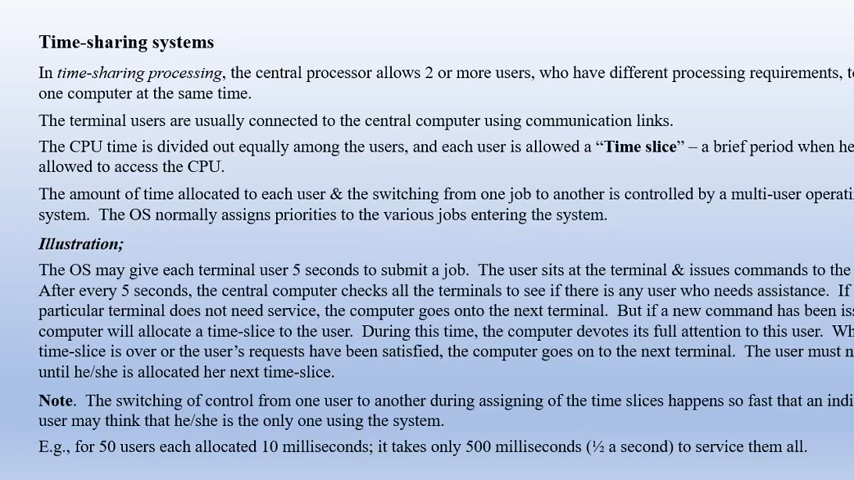 Time-sharing systems
In time-sharing processing, the central processor allows 2 or more users, who have different processing requirements,
one computer at the same time.
The terminal users are usually connected to the central computer using communication links.
The CPU time is divided out equally among the users, and each user is allowed a “Time slice” – a brief period when he
allowed to access the CPU.
The amount of time allocated to each user & the switching from one job to another is controlled by a multi-user
system. The OS normally assigns priorities to the various jobs entering the system.
Illustration;
The OS may give each terminal user 5 seconds to submit a job. The user sits at the terminal & issues commands to the
After every 5 seconds, the central computer checks all the terminals to see if there is any user who needs assistance. If
particular terminal does not need service, the computer goes onto the next terminal. But if a new command has been
computer will allocate a time-slice to the user. During this time, the computer devotes its full attention to this user.
time-slice is over or the user’s requests have been satisfied, the computer goes on to the next terminal. The user must
until he/she is allocated her next time-slice.
Note. The switching of control from one user to another during assigning of the time slices happens so fast that an
user may think that he/she is the only one using the system.
E.g., for 50 users each allocated 10 milliseconds; it takes only 500 milliseconds (½ a second) to service them all.